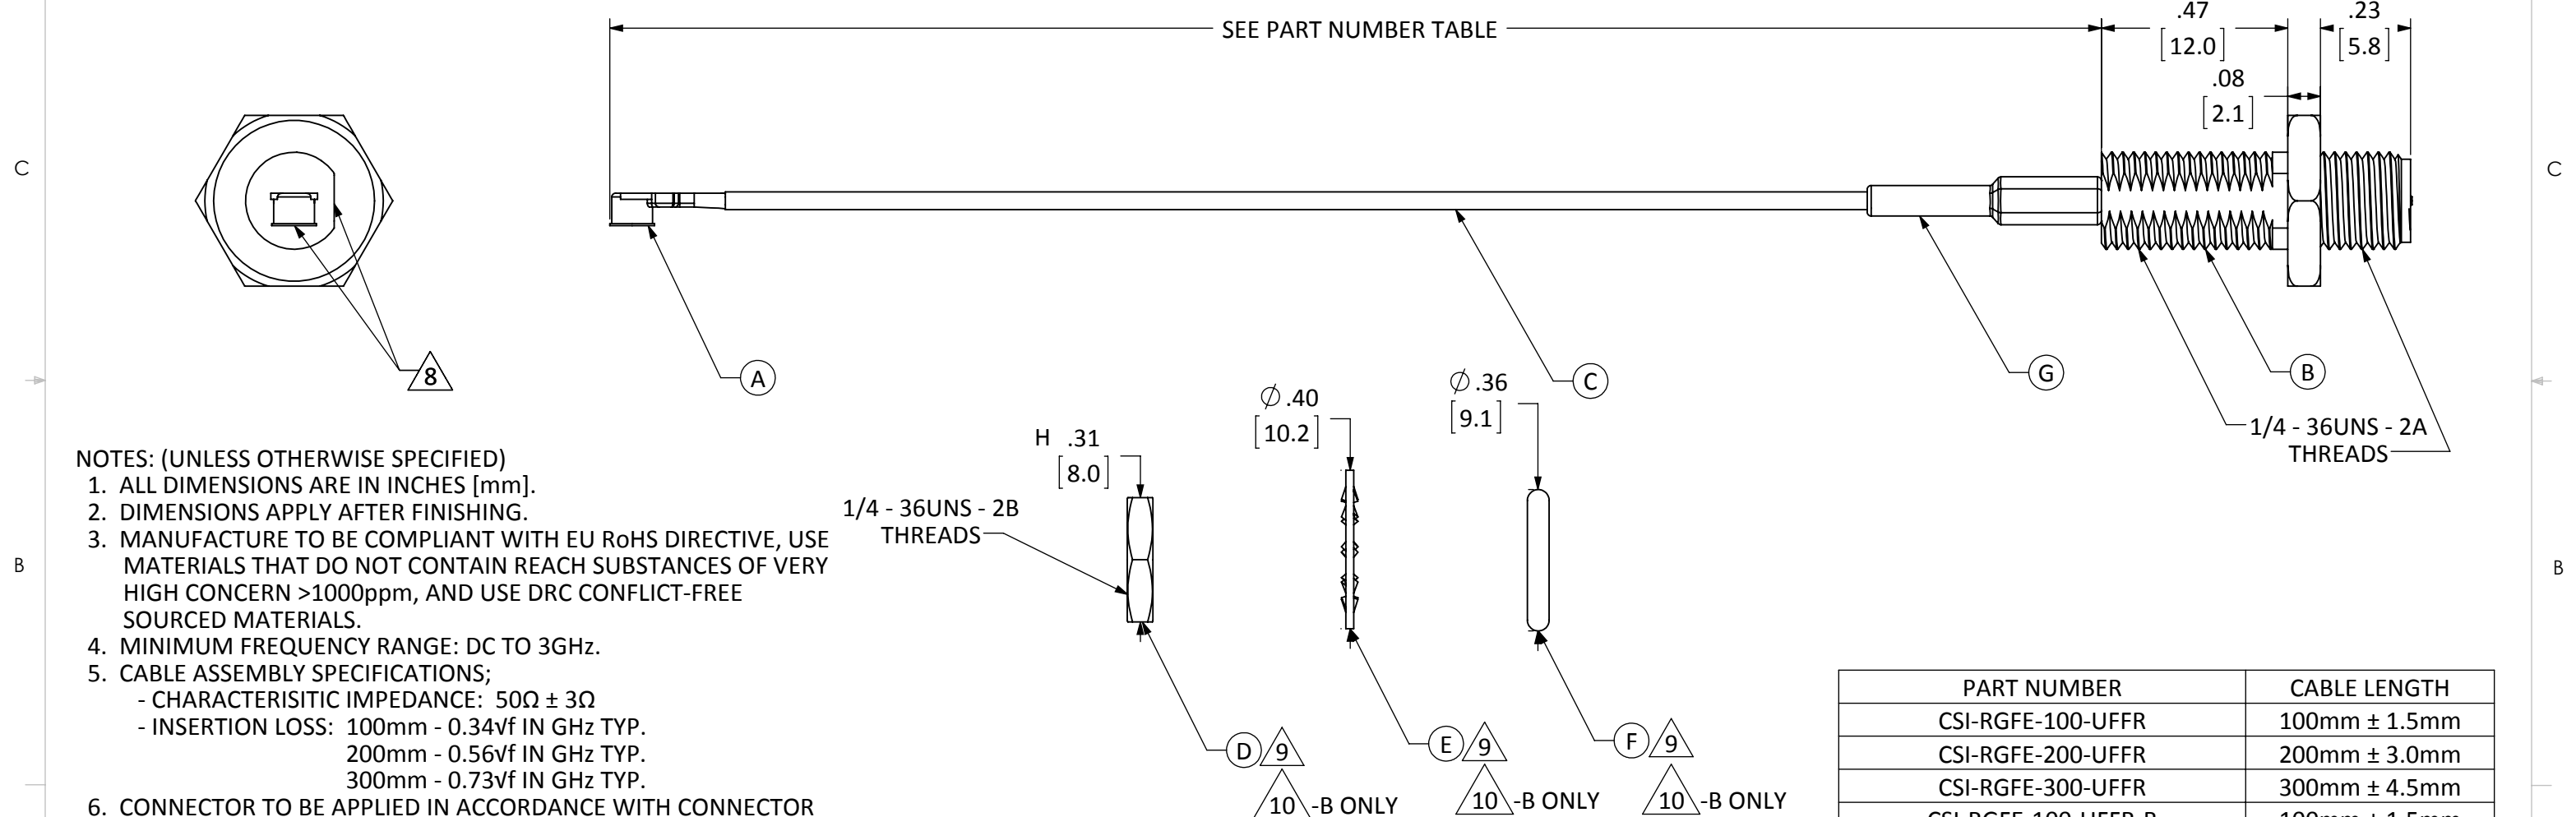 SEE PART NUMBER TABLE
.47
[12.0]
.23
[5.8]
.08
[2.1]
C
C
8
A
C
G
B
1/4 - 36UNS - 2A
THREADS
NOTES: (UNLESS OTHERWISE SPECIFIED)
1. ALL DIMENSIONS ARE IN INCHES [mm].
2. DIMENSIONS APPLY AFTER FINISHING.
3. MANUFACTURE TO BE COMPLIANT WITH EU RoHS DIRECTIVE, USE
MATERIALS THAT DO NOT CONTAIN REACH SUBSTANCES OF VERY
HIGH CONCERN >1000ppm, AND USE DRC CONFLICT-FREE
SOURCED MATERIALS.
4. MINIMUM FREQUENCY RANGE: DC TO 3GHz.
5. CABLE ASSEMBLY SPECIFICATIONS;
- CHARACTERISITIC IMPEDANCE: 50Ω ± 3Ω
- INSERTION LOSS: 100mm - 0.34√f IN GHz TYP.
200mm - 0.56√f IN GHz TYP.
300mm - 0.73√f IN GHz TYP.
6. CONNECTOR TO BE APPLIED IN ACCORDANCE WITH CONNECTOR
H .31
[8.0]
1/4 - 36UNS - 2B
THREADS
Ø .40
[10.2]
Ø .36
[9.1]
D 9
10 -B ONLY
E 9
10 -B ONLY
F 9
10 -B ONLY
B
B
PART NUMBER CABLE LENGTH
CSI-RGFE-100-UFFR 100mm ± 1.5mm
CSI-RGFE-200-UFFR 200mm ± 3.0mm
CSI-RGFE-300-UFFR 300mm ± 4.5mm
CSI-RGFE-100-UFFR-B 100mm ± 1.5mm